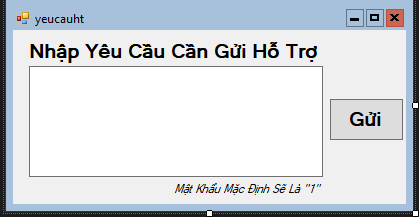 yeucauht
Nhập Yêu Cầu Cần Gửi Hỗ Trợ
Gửi
Mật Khẩu Mặc Định Sẽ Là "1"